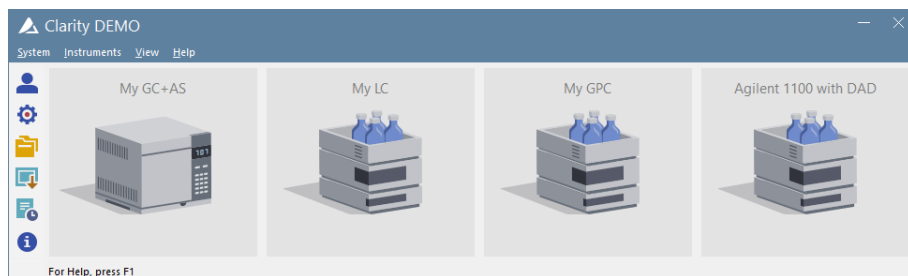 Clarity DEMO
System Instruments View Help
My GC+AS My LC My GPC Agilent 1100 with DAD
107
For Help, press F1